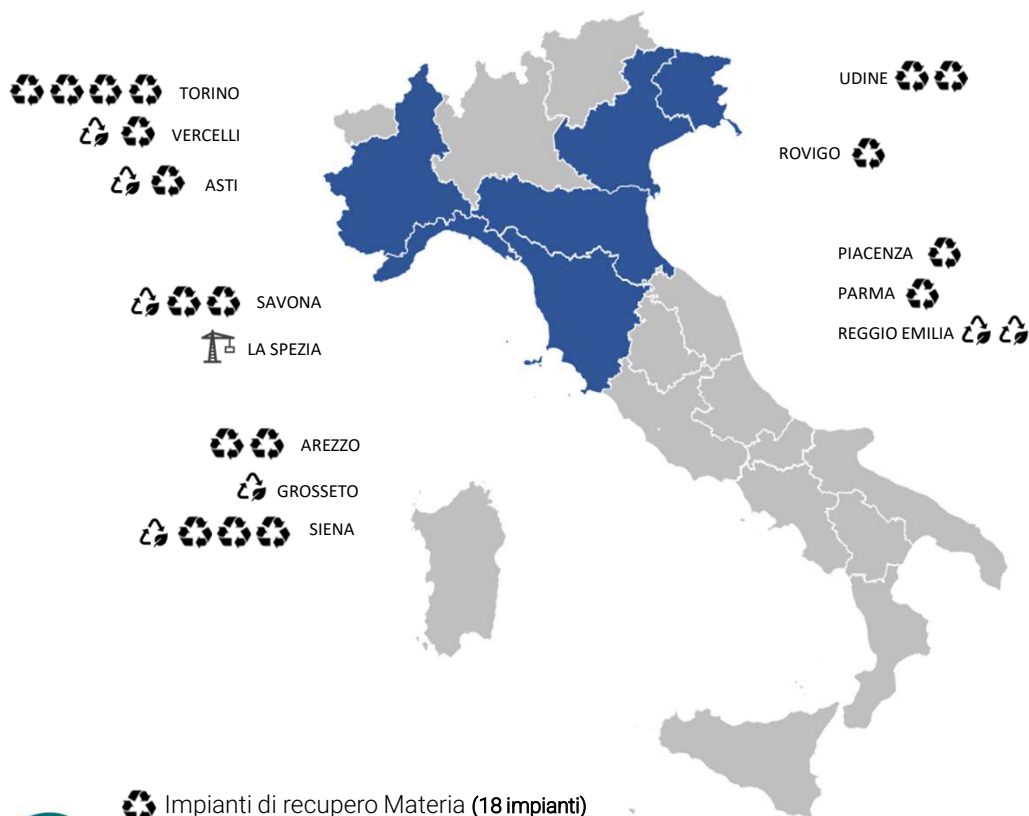 TORINO
VERCELLI
ASTI
SAVONA
LA SPEZIA
AREZZO
GROSSETO
SIENA
UDINE
ROVIGO
PIACENZA
PARMA
REGGIO EMILIA
Impianti di recupero Materia (18 impianti)